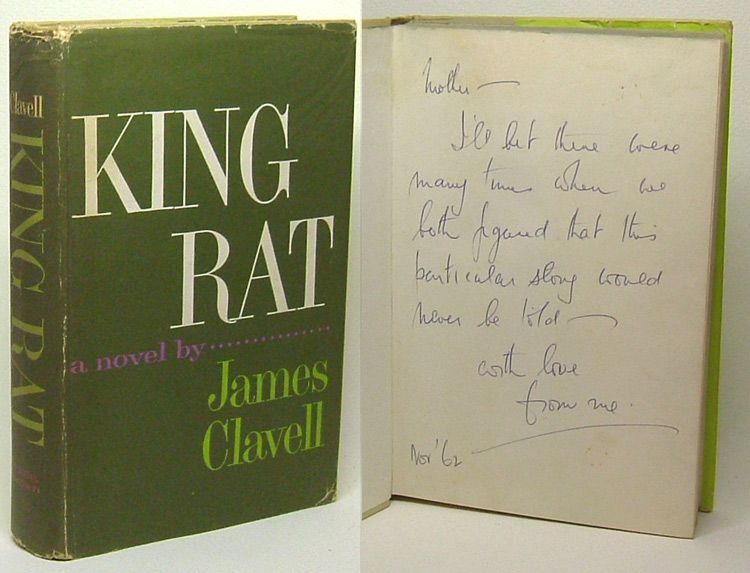 Clavell
KING RAT
KING
RAT
a novel by...............
James
Clavell
Mother —
I'll bet there were
many times when we
both figured that this
particular story would
never be told —
with love
from me.
Nov '62